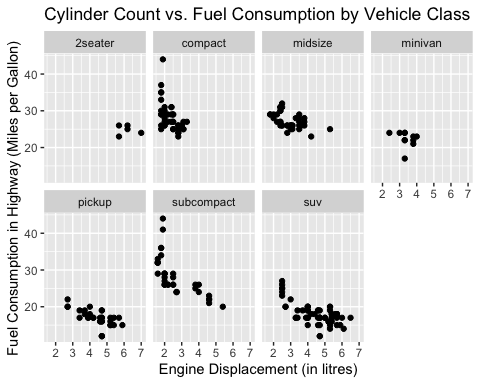 Cylinder Count vs. Fuel Consumption by Vehicle Class
2seater compact midsize minivan
40
30
20
2 3 4 5 6 7
pickup subcompact suv
40
30
20
2 3 4 5 6 7 2 3 4 5 6 7 2 3 4 5 6 7
Engine Displacement (in litres)
Fuel Consumption in Highway (Miles per Gallon)